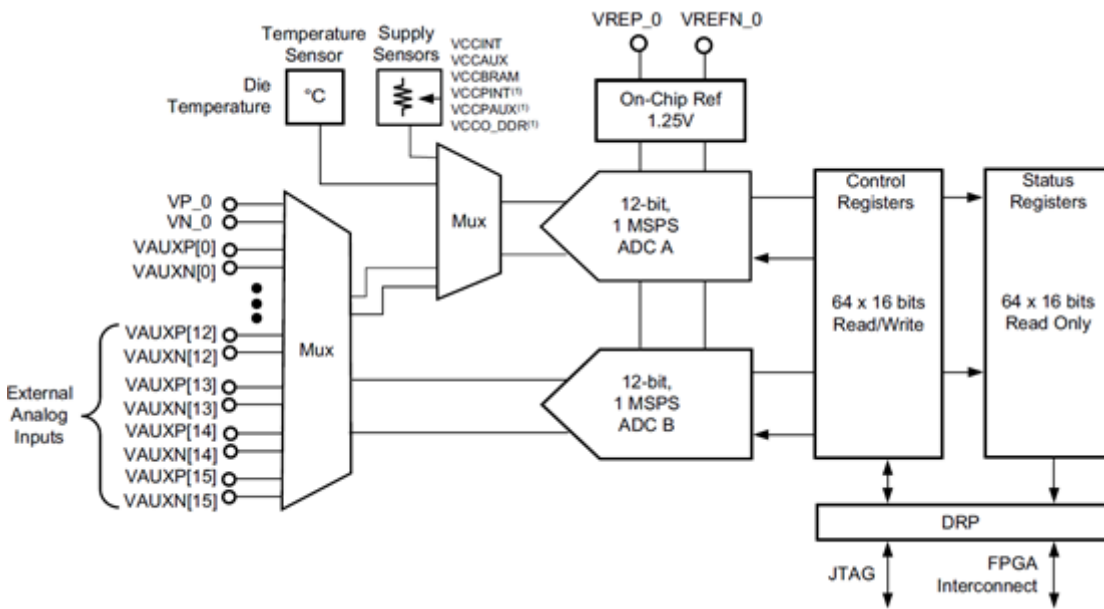 VREP_0
VREFN_0
Temperature
Sensor
Supply
Sensors
VCCINT
VCCAUX
VCCBRAM
VCCPINT(1)
VCCPAUX(1)
VCCO_DDR(1)
Die
Temperature
°C
On-Chip Ref
1.25V
VP_0
VN_0
VAUXP[0]
VAUXN[0]
VAUXP[12]
VAUXN[12]
VAUXP[13]
VAUXN[13]
VAUXP[14]
VAUXN[14]
VAUXP[15]
VAUXN[15]
External
Analog
Inputs
Mux
Mux
12-bit,
1 MSPS
ADC A
12-bit,
1 MSPS
ADC B
Control
Registers
64 x 16 bits
Read/Write
Status
Registers
64 x 16 bits
Read Only
DRP
JTAG
FPGA
Interconnect